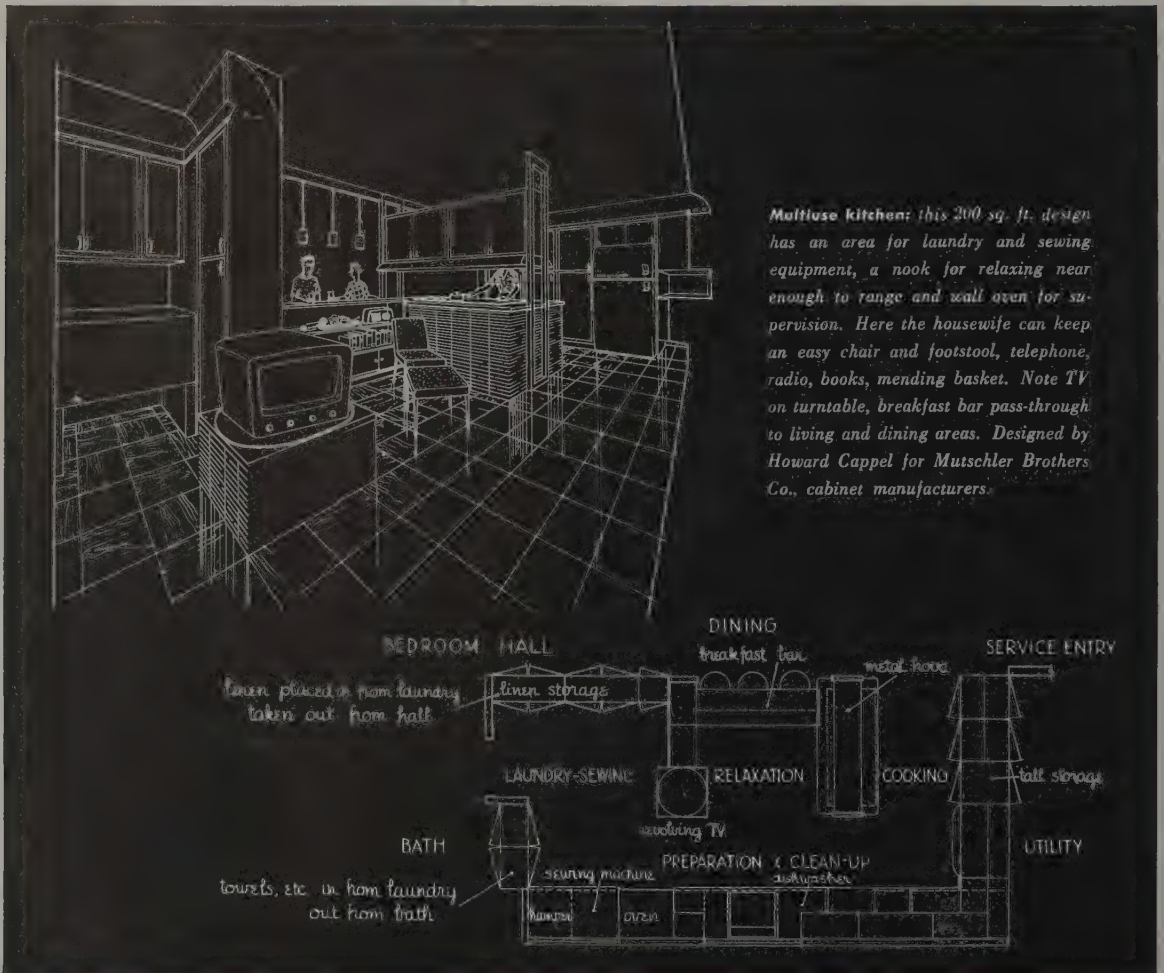 Multiuse kitchen: this 200 sq. ft. design
has an area for laundry and sewing
equipment, a nook for relaxing near
enough to range and wall oven for su-
pervision. Here the housewife can keep
an easy chair and footstool, telephone,
radio, books, mending basket. Note TV
on turntable, breakfast bar pass-through
to living and dining areas. Designed by
Howard Cappel for Mutschler Brothers
Co., cabinet manufacturers.
DINING
BEDROOM HALL
breakfast bar
SERVICE ENTRY
metal hood
linen placed in from laundry
taken out from hall
linen storage
LAUNDRY-SEWING
RELAXATION
COOKING
tall storage
revolving TV
BATH
UTILITY
PREPARATION & CLEAN-UP
sewing machine
dishwasher
towels, etc in from laundry
out from bath
hamper
oven